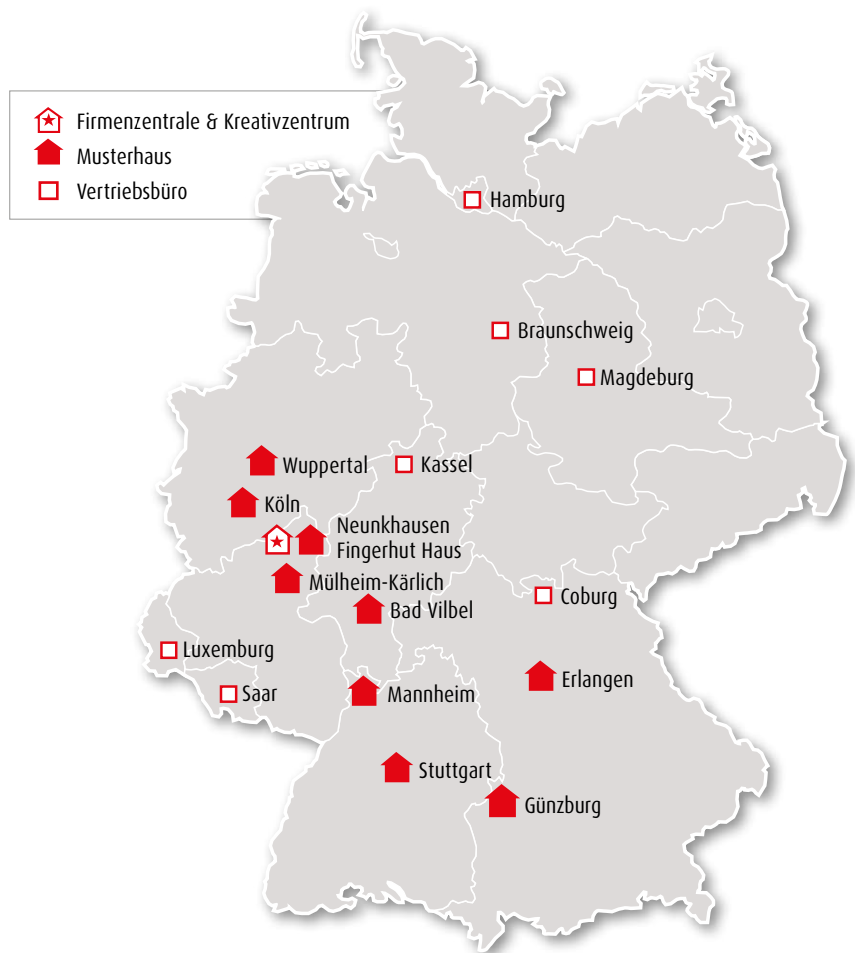 Firmenzentrale & Kreativzentrum
Musterhaus
Vertriebsbüro
Hamburg
Braunschweig
Magdeburg
Wuppertal
Kassel
Köln
Neunkhausen
Fingerhut Haus
Mülheim-Kärlich
Bad Vilbel
Coburg
Luxemburg
Erlangen
Saar
Mannheim
Stuttgart
Günzburg